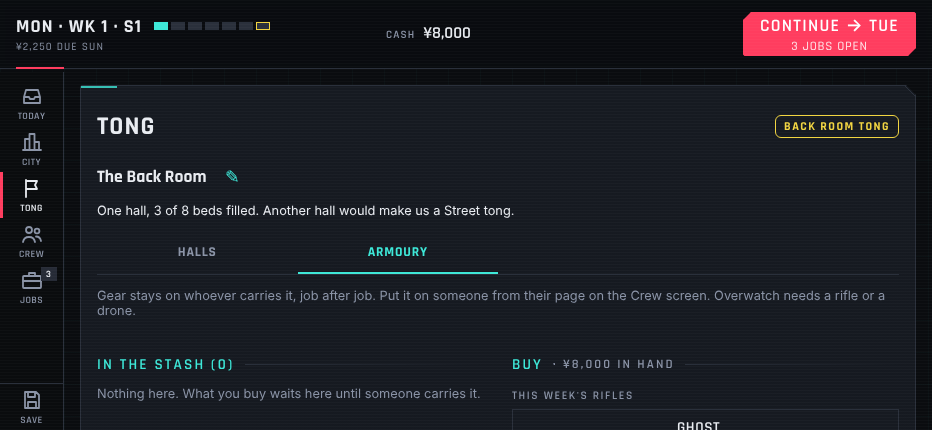 MON · WK 1 · S1
¥2,250 DUE SUN
CASH ¥8,000
CONTINUE → TUE
3 JOBS OPEN
TODAY
CITY
TONG
CREW
3
JOBS
SAVE
TONG
BACK ROOM TONG
The Back Room ✎
One hall, 3 of 8 beds filled. Another hall would make us a Street tong.
HALLS
ARMOURY
Gear stays on whoever carries it, job after job. Put it on someone from their page on the Crew screen. Overwatch needs a rifle or a
drone.
IN THE STASH (0)
Nothing here. What you buy waits here until someone carries it.
BUY · ¥8,000 IN HAND
THIS WEEK'S RIFLES
GHOST